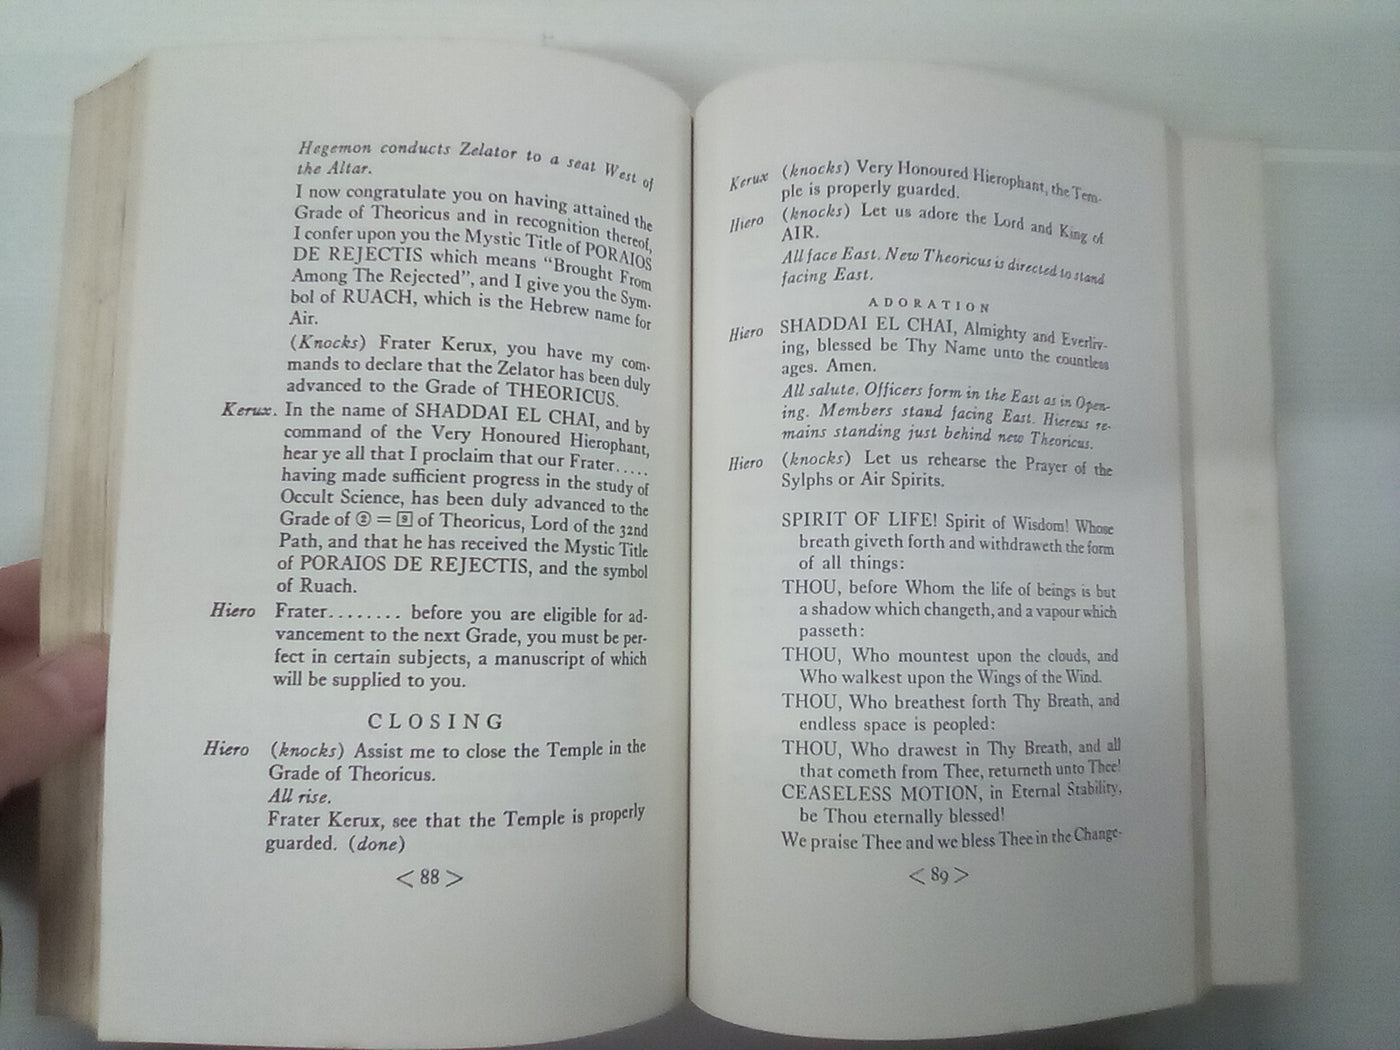 Hegemon conducts Zelator to a seat West of
the Altar.
I now congratulate you on having attained the
Grade of Theoricus and in recognition thereof,
I confer upon you the Mystic Title of PORAIOS
DE REJECTIS which means “Brought From
Among The Rejected”, and I give you the Sym-
bol of RUACH, which is the Hebrew name for
Air.
(Knocks) Frater Kerux, you have my com-
mands to declare that the Zelator has been duly
advanced to the Grade of THEORICUS.
Kerux. In the name of SHADDAI EL CHAI, and by
command of the Very Honoured Hierophant,
hear ye all that I proclaim that our Frater.....
having made sufficient progress in the study of
Occult Science, has been duly advanced to the
Grade of ② = 9 of Theoricus, Lord of the 32nd
Path, and that he has received the Mystic Title
of PORAIOS DE REJECTIS, and the symbol
of Ruach.
Hiero Frater........ before you are eligible for ad-
vancement to the next Grade, you must be per-
fect in certain subjects, a manuscript of which
will be supplied to you.
CLOSING
Hiero (knocks) Assist me to close the Temple in the
Grade of Theoricus.
All rise.
Frater Kerux, see that the Temple is properly
guarded. (done)
< 88 >
Kerux (knocks) Very Honoured Hierophant, the Tem-
ple is properly guarded.
Hiero (knocks) Let us adore the Lord and King of
AIR.
All face East. New Theoricus is directed to stand
facing East.
ADORATION
Hiero SHADDAI EL CHAI, Almighty and Everliv-
ing, blessed be Thy Name unto the countless
ages. Amen.
All salute. Officers form in the East as in Open-
ing. Members stand facing East. Hiereus re-
mains standing just behind new Theoricus.
Hiero (knocks) Let us rehearse the Prayer of the
Sylphs or Air Spirits.
SPIRIT OF LIFE! Spirit of Wisdom! Whose
breath giveth forth and withdraweth the form
of all things:
THOU, before Whom the life of beings is but
a shadow which changeth, and a vapour which
passeth:
THOU, Who mountest upon the clouds, and
Who walkest upon the Wings of the Wind.
THOU, Who breathest forth Thy Breath, and
endless space is peopled:
THOU, Who drawest in Thy Breath, and all
that cometh from Thee, returneth unto Thee!
CEASELESS MOTION, in Eternal Stability,
be Thou eternally blessed!
We praise Thee and we bless Thee in the Change-
< 89 >